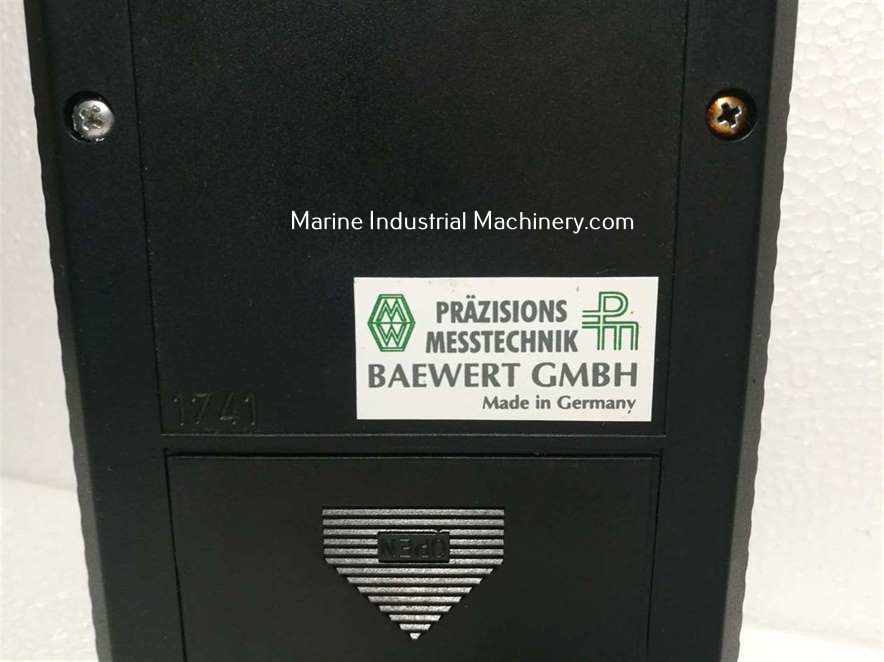 Marine Industrial Machinery.com
PRÄZISIONS
MESSTECHNIK
BAEWERT GMBH
Made in Germany
1741
OPEN